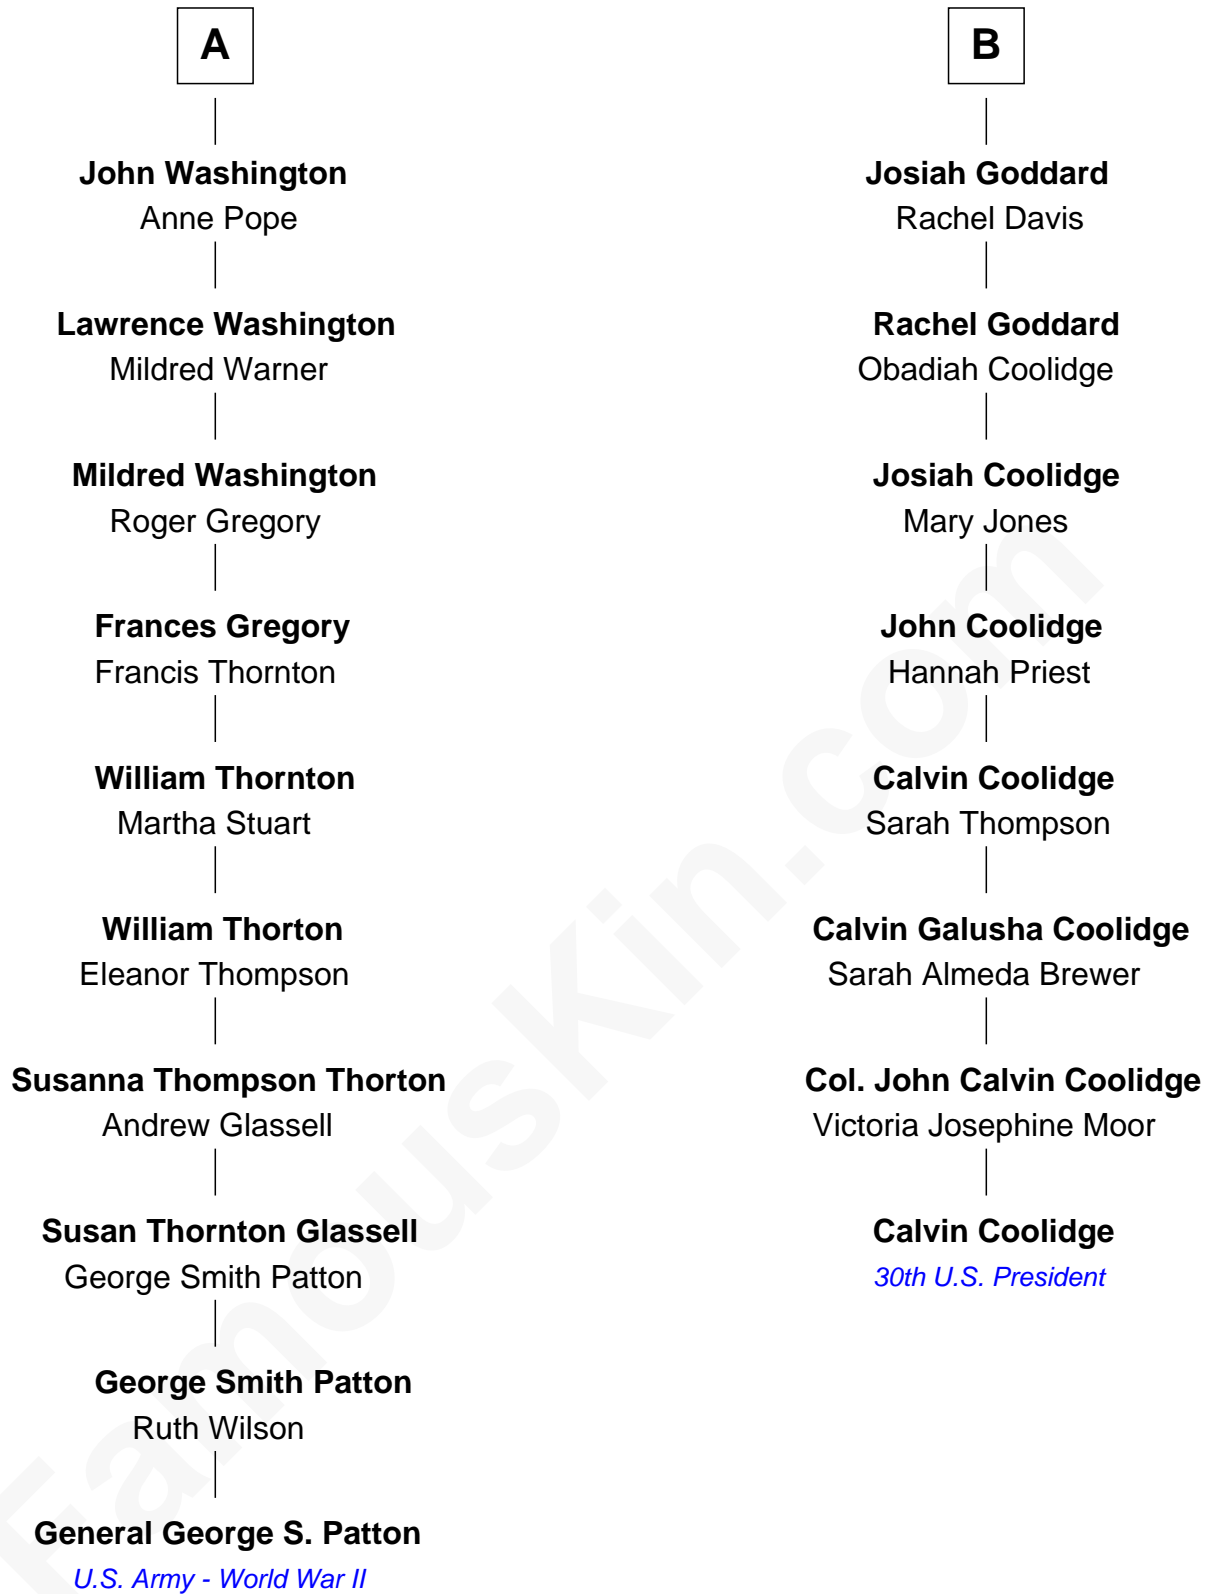 A
John Washington
Anne Pope
Lawrence Washington
Mildred Warner
Mildred Washington
Roger Gregory
Frances Gregory
Francis Thornton
William Thornton
Martha Stuart
William Thorton
Eleanor Thompson
Susanna Thompson Thorton
Andrew Glassell
Susan Thornton Glassell
George Smith Patton
George Smith Patton
Ruth Wilson
General George S. Patton
U.S. Army - World War II
B
Josiah Goddard
Rachel Davis
Rachel Goddard
Obadiah Coolidge
Josiah Coolidge
Mary Jones
John Coolidge
Hannah Priest
Calvin Coolidge
Sarah Thompson
Calvin Galusha Coolidge
Sarah Almeda Brewer
Col. John Calvin Coolidge
Victoria Josephine Moor
Calvin Coolidge
30th U.S. President
FamousKin.com